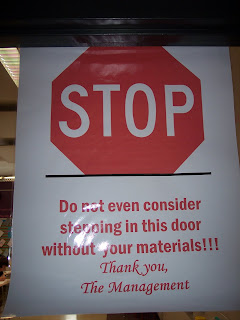 STOP
Do not even consider
stepping in this door
without your materials!!!
Thank you,
The Management